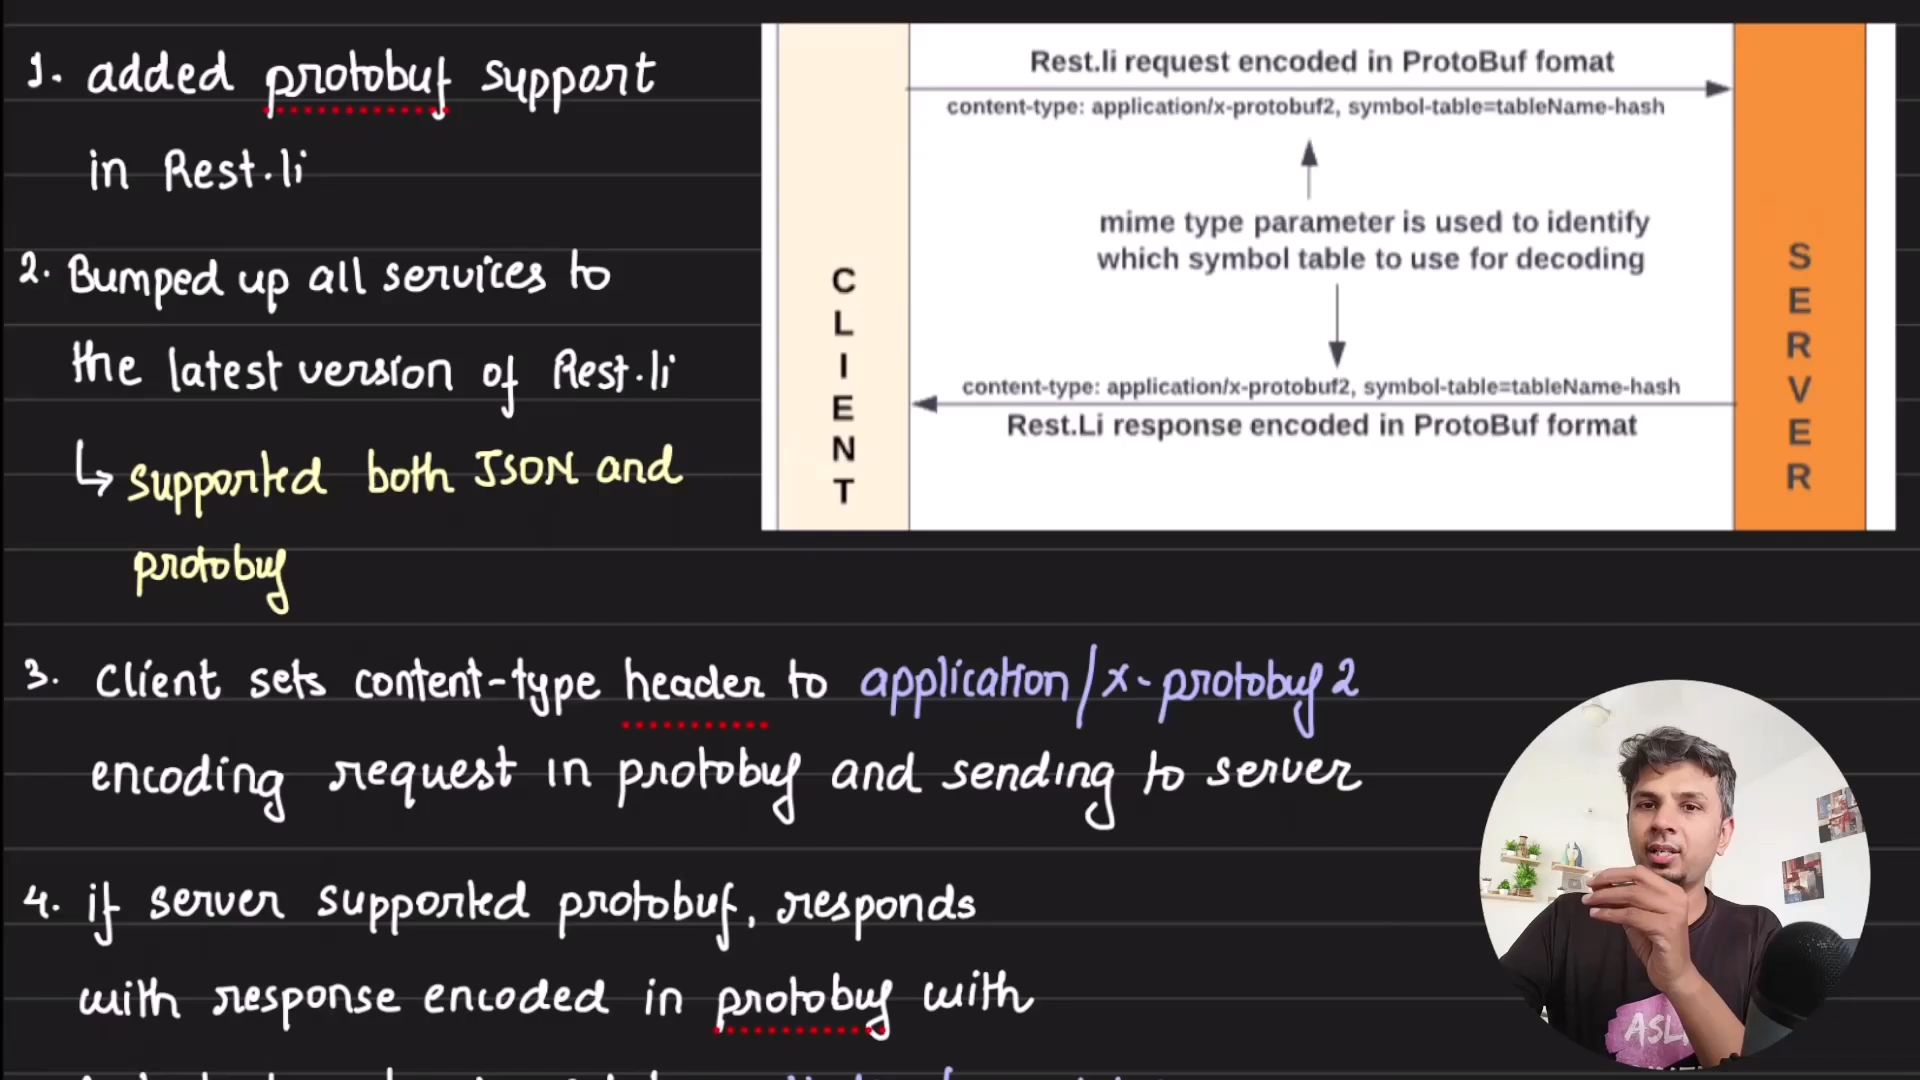 1. added protobuf support
in Rest.li
2. Bumped up all services to
the latest version of Rest.li
↳ supported both JSON and
protobuf
Rest.li request encoded in ProtoBuf fomat
content-type: application/x-protobuf2, symbol-table=tableName-hash
mime type parameter is used to identify
which symbol table to use for decoding
content-type: application/x-protobuf2, symbol-table=tableName-hash
Rest.Li response encoded in ProtoBuf format
CLIENT
SERVER
3. Client sets content-type header to application/x-protobuf2
encoding request in protobuf and sending to server
4. if server supported protobuf, responds
with response encoded in protobuf with
ASL